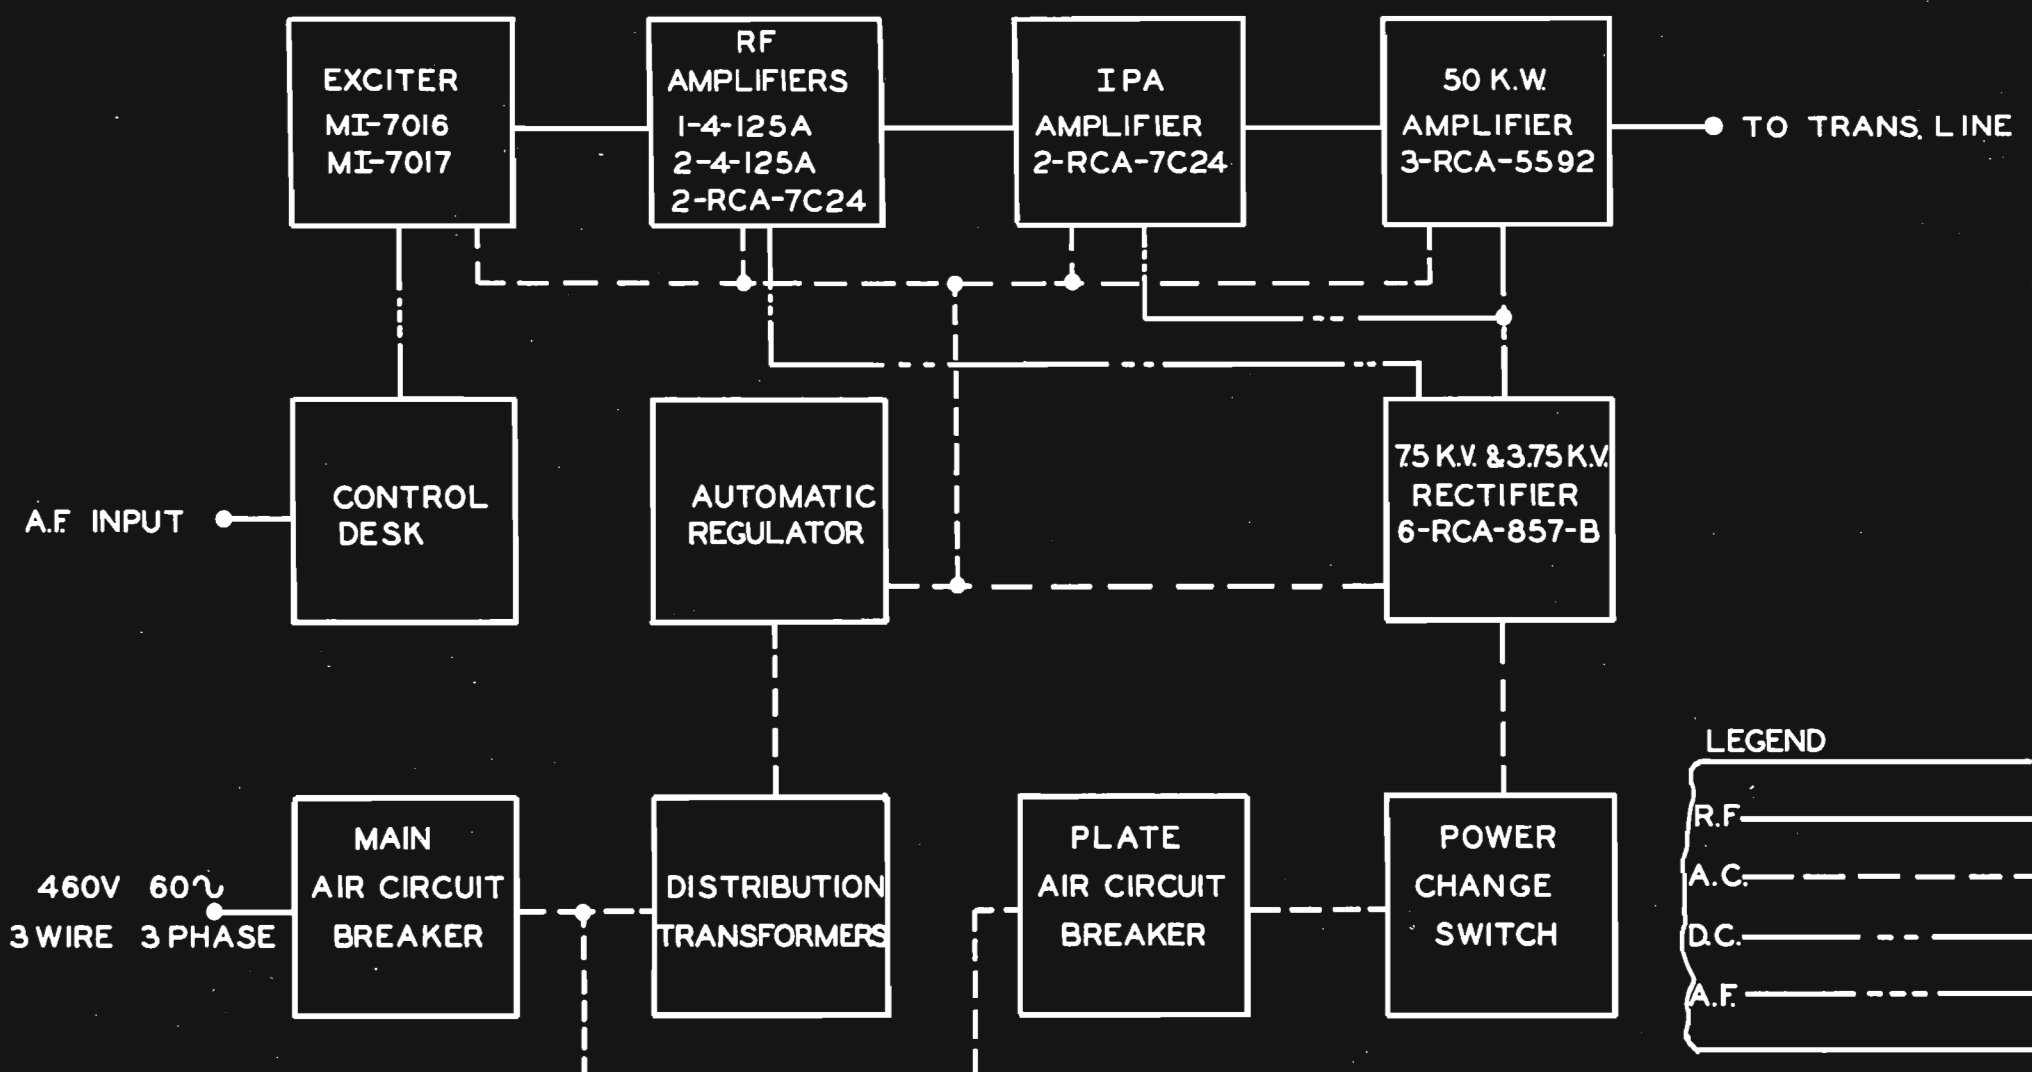 EXCITER
MI-7016
MI-7017
RF
AMPLIFIERS
1-4-125A
2-4-125A
2-RCA-7C24
IPA
AMPLIFIER
2-RCA-7C24
50 K.W.
AMPLIFIER
3-RCA-5592
TO TRANS. LINE
A.F. INPUT
CONTROL
DESK
AUTOMATIC
REGULATOR
7.5 K.V. & 3.75 K.V.
RECTIFIER
6-RCA-857-B
460V 60~
3 WIRE 3 PHASE
MAIN
AIR CIRCUIT
BREAKER
DISTRIBUTION
TRANSFORMERS
PLATE
AIR CIRCUIT
BREAKER
POWER
CHANGE
SWITCH
LEGEND
R.F.
A.C.
D.C.
A.F.